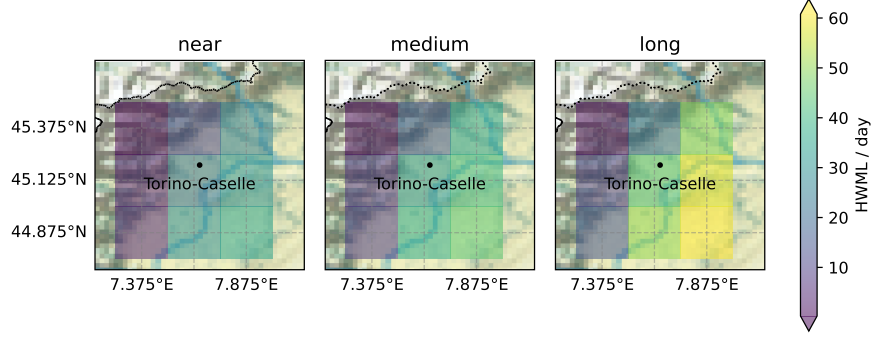 near medium long
60
50
40
30
20
10
HWML / day
45.375°N
45.125°N
44.875°N
Torino-Caselle Torino-Caselle Torino-Caselle
7.375°E 7.875°E 7.375°E 7.875°E 7.375°E 7.875°E